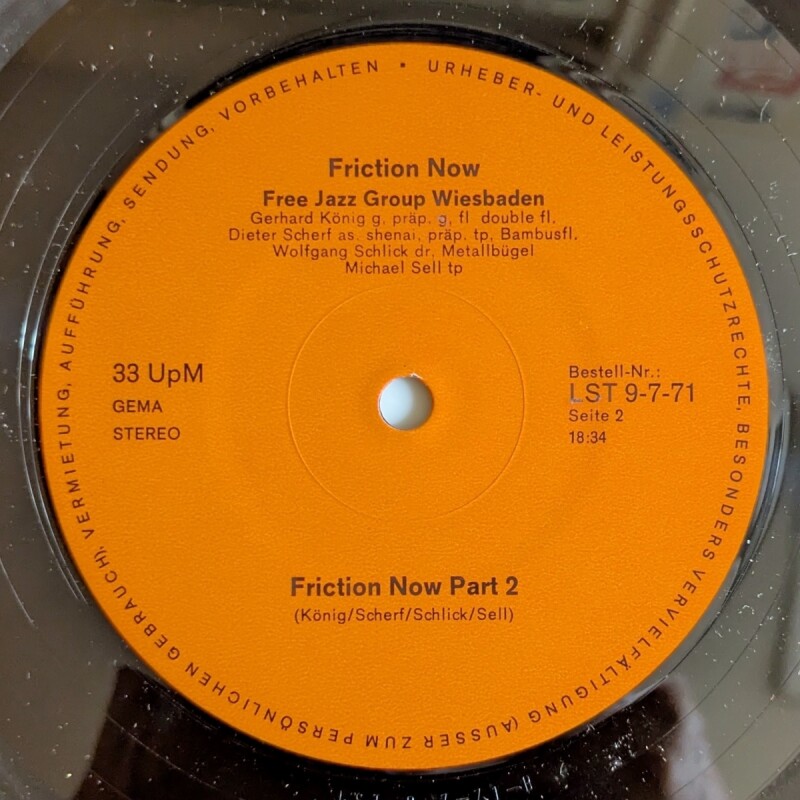 URHEBER- UND LEISTUNGSSCHUTZRECHTE, BESONDERS VERVIELFÄLTIGUNG (AUSSER ZUM PERSÖNLICHEN GEBRAUCH), VERMIETUNG, AUFFÜHRUNG, SENDUNG, VORBEHALTEN •
Friction Now
Free Jazz Group Wiesbaden
Gerhard König g. präp. g, fl double fl.
Dieter Scherf as. shenai, präp. tp, Bambusfl.
Wolfgang Schlick dr. Metallbügel
Michael Sell tp
33 UpM
GEMA
STEREO
Bestell-Nr.:
LST 9-7-71
Seite 2
18:34
Friction Now Part 2
(König/Scherf/Schlick/Sell)